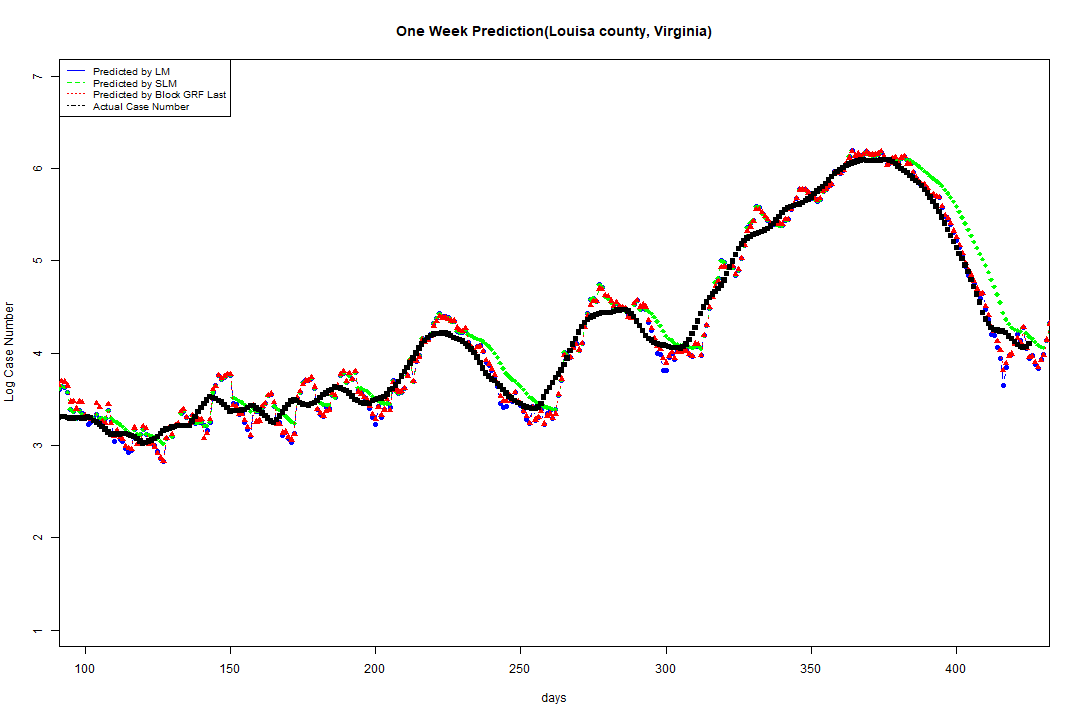 One Week Prediction(Louisa county, Virginia)
Predicted by LM
Predicted by SLM
Predicted by Block GRF Last
Actual Case Number
Log Case Number
7
6
5
4
3
2
1
100 150 200 250 300 350 400
days